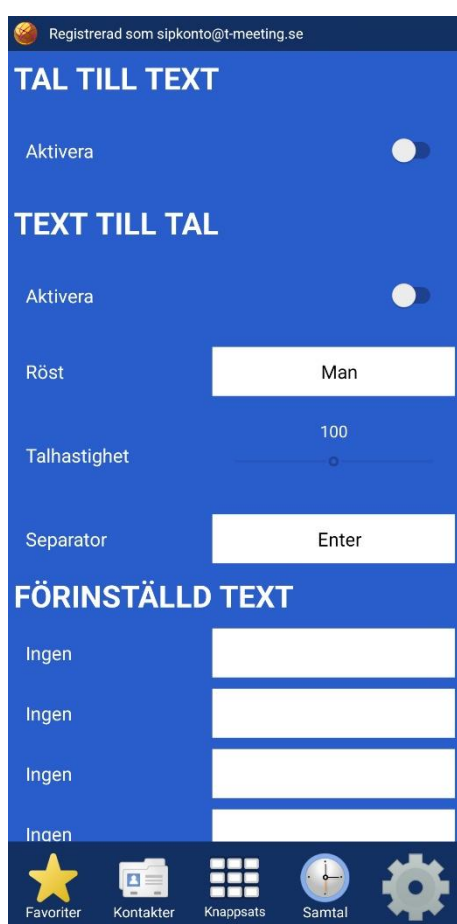 Registrerad som sipkonto@t-meeting.se
TAL TILL TEXT
Aktivera
TEXT TILL TAL
Aktivera
Röst Man
100
Talhastighet
Separator Enter
FÖRINSTÄLLD TEXT
Ingen
Ingen
Ingen
Ingen
Favoriter Kontakter Knappsats Samtal